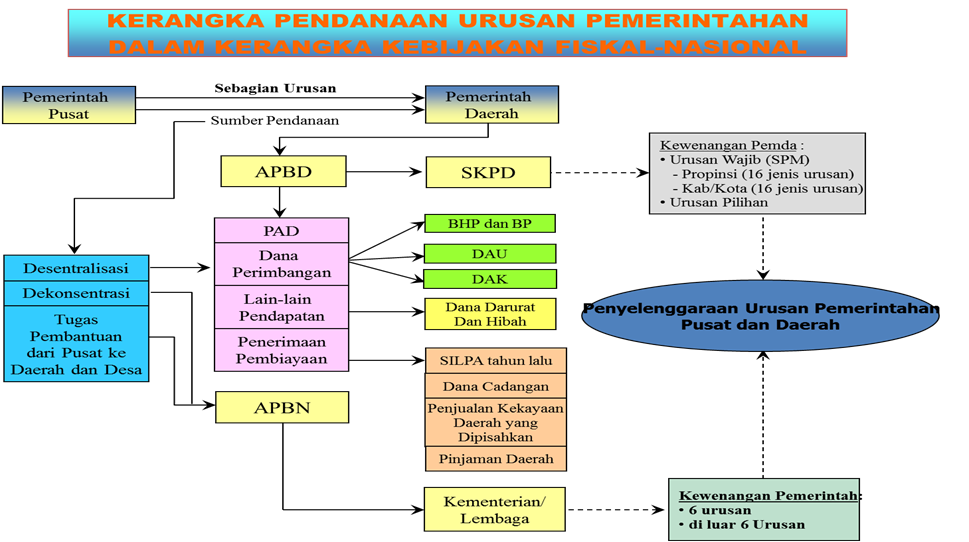 KERANGKA PENDANAAN URUSAN PEMERINTAHAN
DALAM KERANGKA KEBIJAKAN FISKAL-NASIONAL
Pemerintah
Pusat
Sebagian Urusan
Sumber Pendanaan
Pemerintah
Daerah
APBD
SKPD
Kewenangan Pemda :
• Urusan Wajib (SPM)
- Propinsi (16 jenis urusan)
- Kab/Kota (16 jenis urusan)
• Urusan Pilihan
Desentralisasi
Dekonsentrasi
Tugas
Pembantuan
dari Pusat ke
Daerah dan Desa
PAD
Dana
Perimbangan
Lain-lain
Pendapatan
Penerimaan
Pembiayaan
BHP dan BP
DAU
DAK
Dana Darurat
Dan Hibah
SILPA tahun lalu
Dana Cadangan
Penjualan Kekayaan
Daerah yang
Dipisahkan
Pinjaman Daerah
Penyelenggaraan Urusan Pemerintahan
Pusat dan Daerah
APBN
Kementerian/
Lembaga
Kewenangan Pemerintah:
• 6 urusan
• di luar 6 Urusan